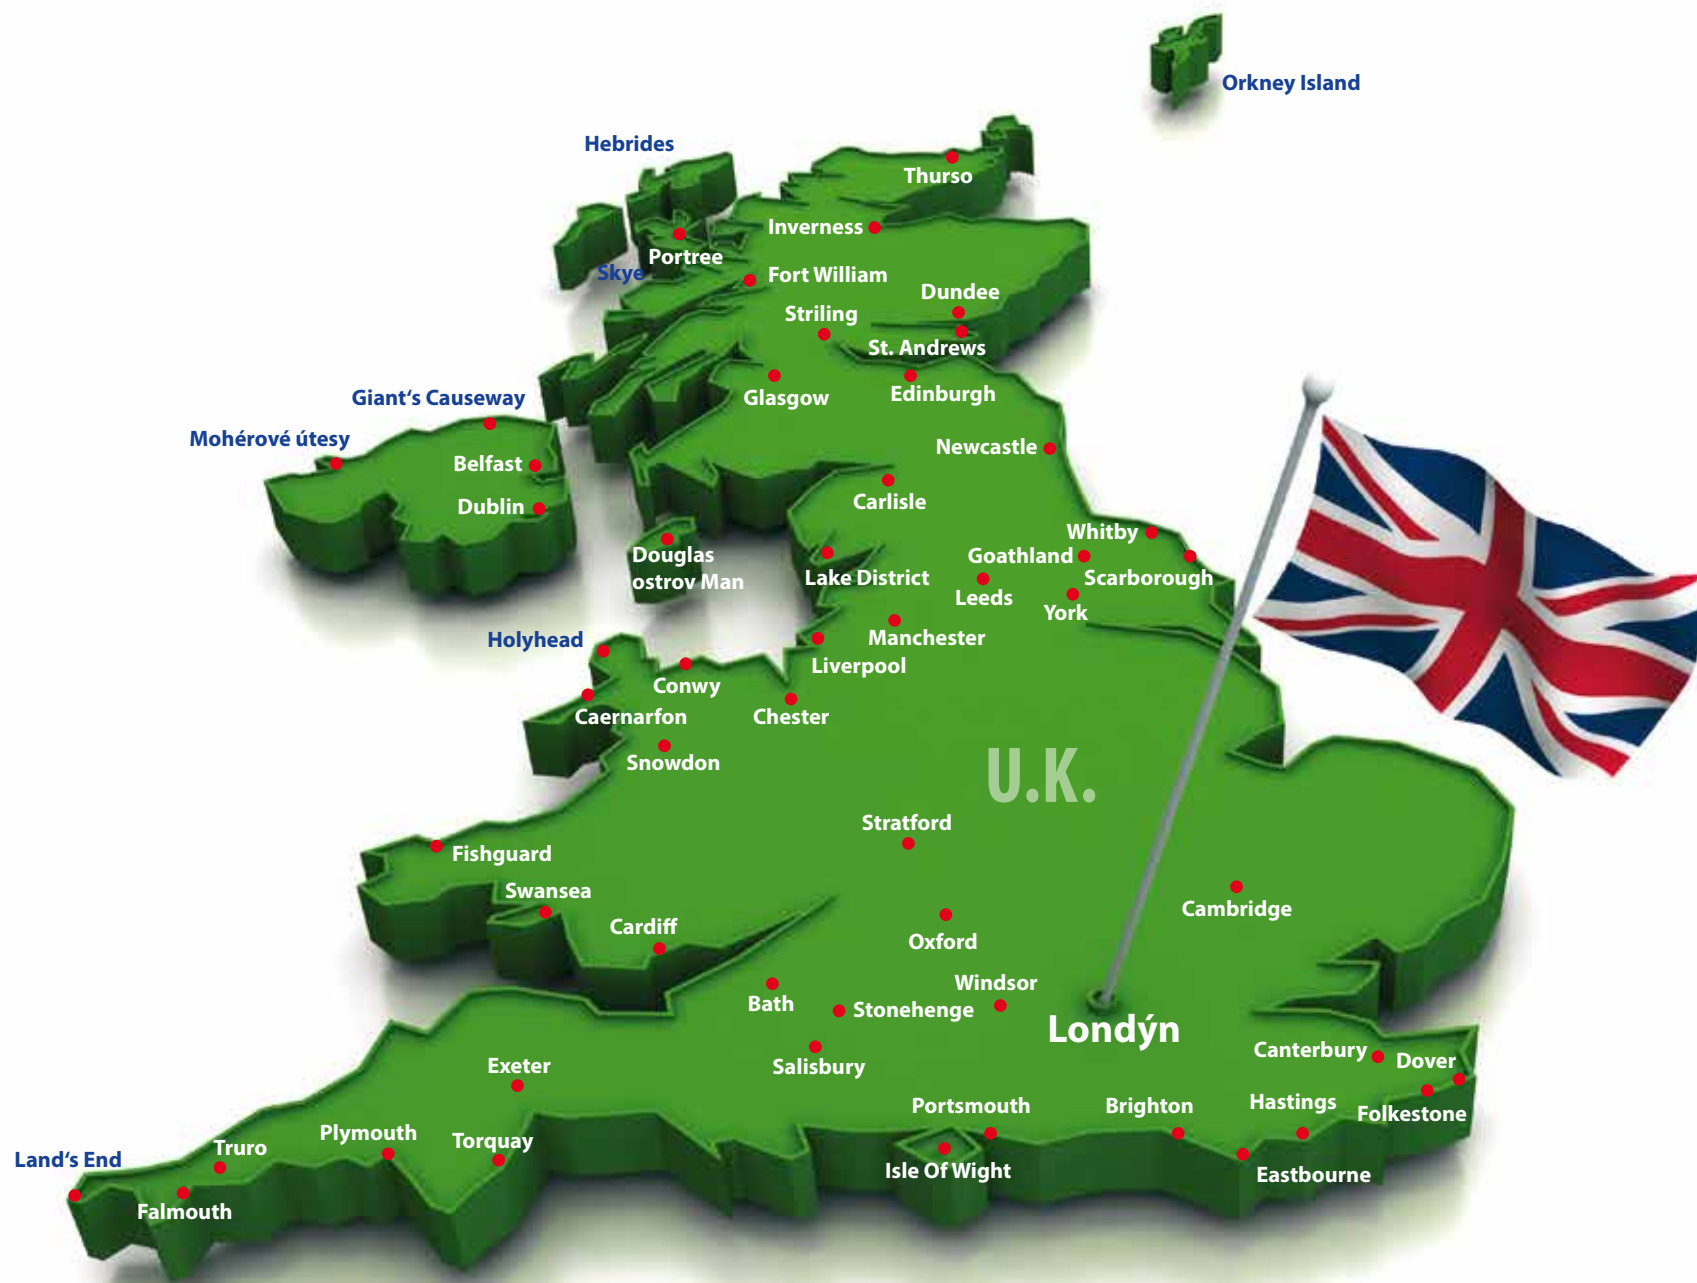 Orkney Island
Hebrides
Thurso
Inverness
Portree
Skye
Fort William
Dundee
Striling
St. Andrews
Glasgow
Edinburgh
Giant‘s Causeway
Mohérové útesy
Belfast
Dublin
Newcastle
Carlisle
Whitby
Goathland
Scarborough
Douglas
ostrov Man
Lake District
Leeds
York
Manchester
Liverpool
Holyhead
Conwy
Caernarfon
Chester
Snowdon
U.K.
Stratford
Fishguard
Swansea
Cardiff
Cambridge
Oxford
Windsor
Bath
Stonehenge
Londýn
Salisbury
Canterbury
Dover
Exeter
Portsmouth
Brighton
Hastings
Folkestone
Plymouth
Torquay
Truro
Land‘s End
Isle Of Wight
Eastbourne
Falmouth